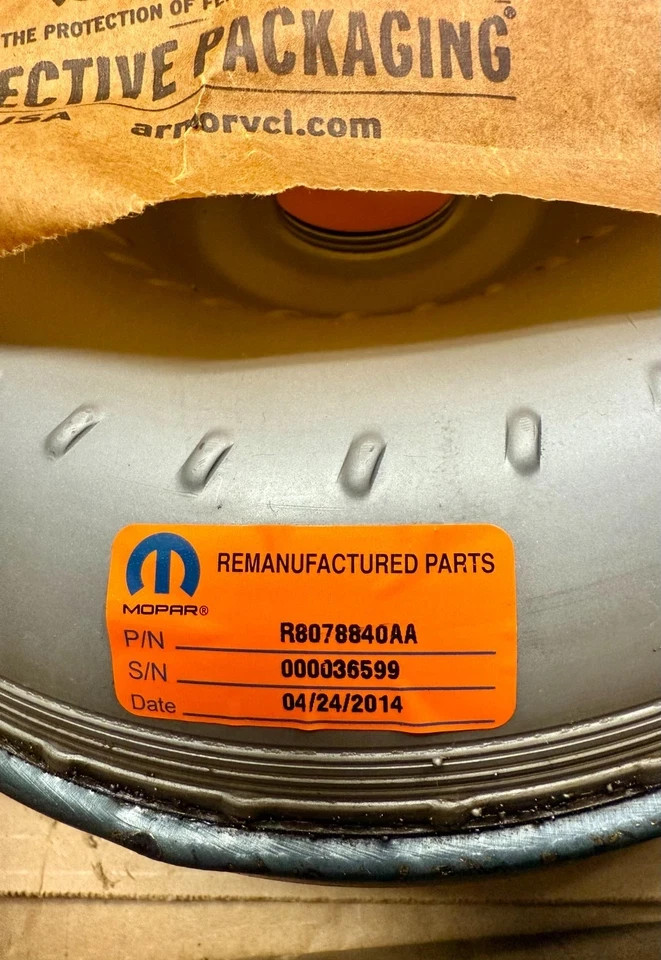 THE PROTECTION OF
ECTIVE PACKAGING®
USA armorvci.com
REMANUFACTURED PARTS
MOPAR®
P/N R8078840AA
S/N 000036599
Date 04/24/2014